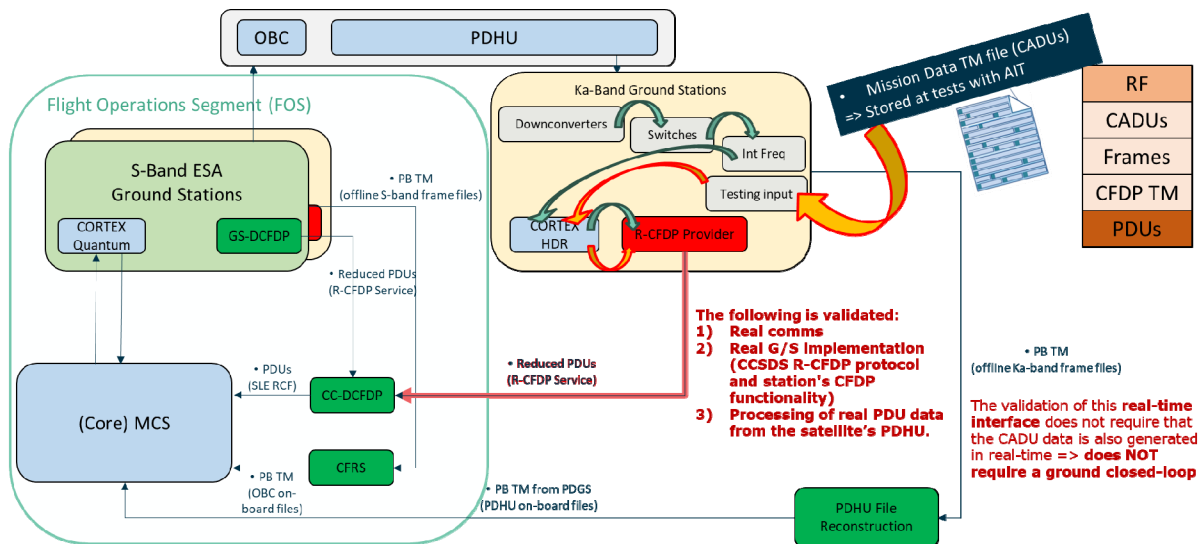 OBC
PDHU
Flight Operations Segment (FOS)
S-Band ESA
Ground Stations
CORTEX
Quantum
GS-DCFDP
• PB TM
(offline S-band frame files)
• Reduced PDUs
(R-CFDP Service)
(Core) MCS
• PDUs
(SLE RCF)
CC-DCFDP
CFRS
• PB TM
(OBC on-
board files)
Ka-Band Ground Stations
Downconverters
Switches
Int Freq
Testing input
CORTEX
HDR
R-CFDP Provider
• Reduced PDUs
(R-CFDP Service)
• Mission Data TM file (CADUs)
=> Stored at tests with AIT
RF
CADUs
Frames
CFDP TM
PDUs
The following is validated:
1) Real comms
2) Real G/S implementation
(CCSDS R-CFDP protocol
and station's CFDP
functionality)
3) Processing of real PDU data
from the satellite's PDHU.
• PB TM
(offline Ka-band frame files)
The validation of this real-time
interface does not require that
the CADU data is also generated
in real-time => does NOT
require a ground closed-loop
• PB TM from PDGS
(PDHU on-board files)
PDHU File
Reconstruction